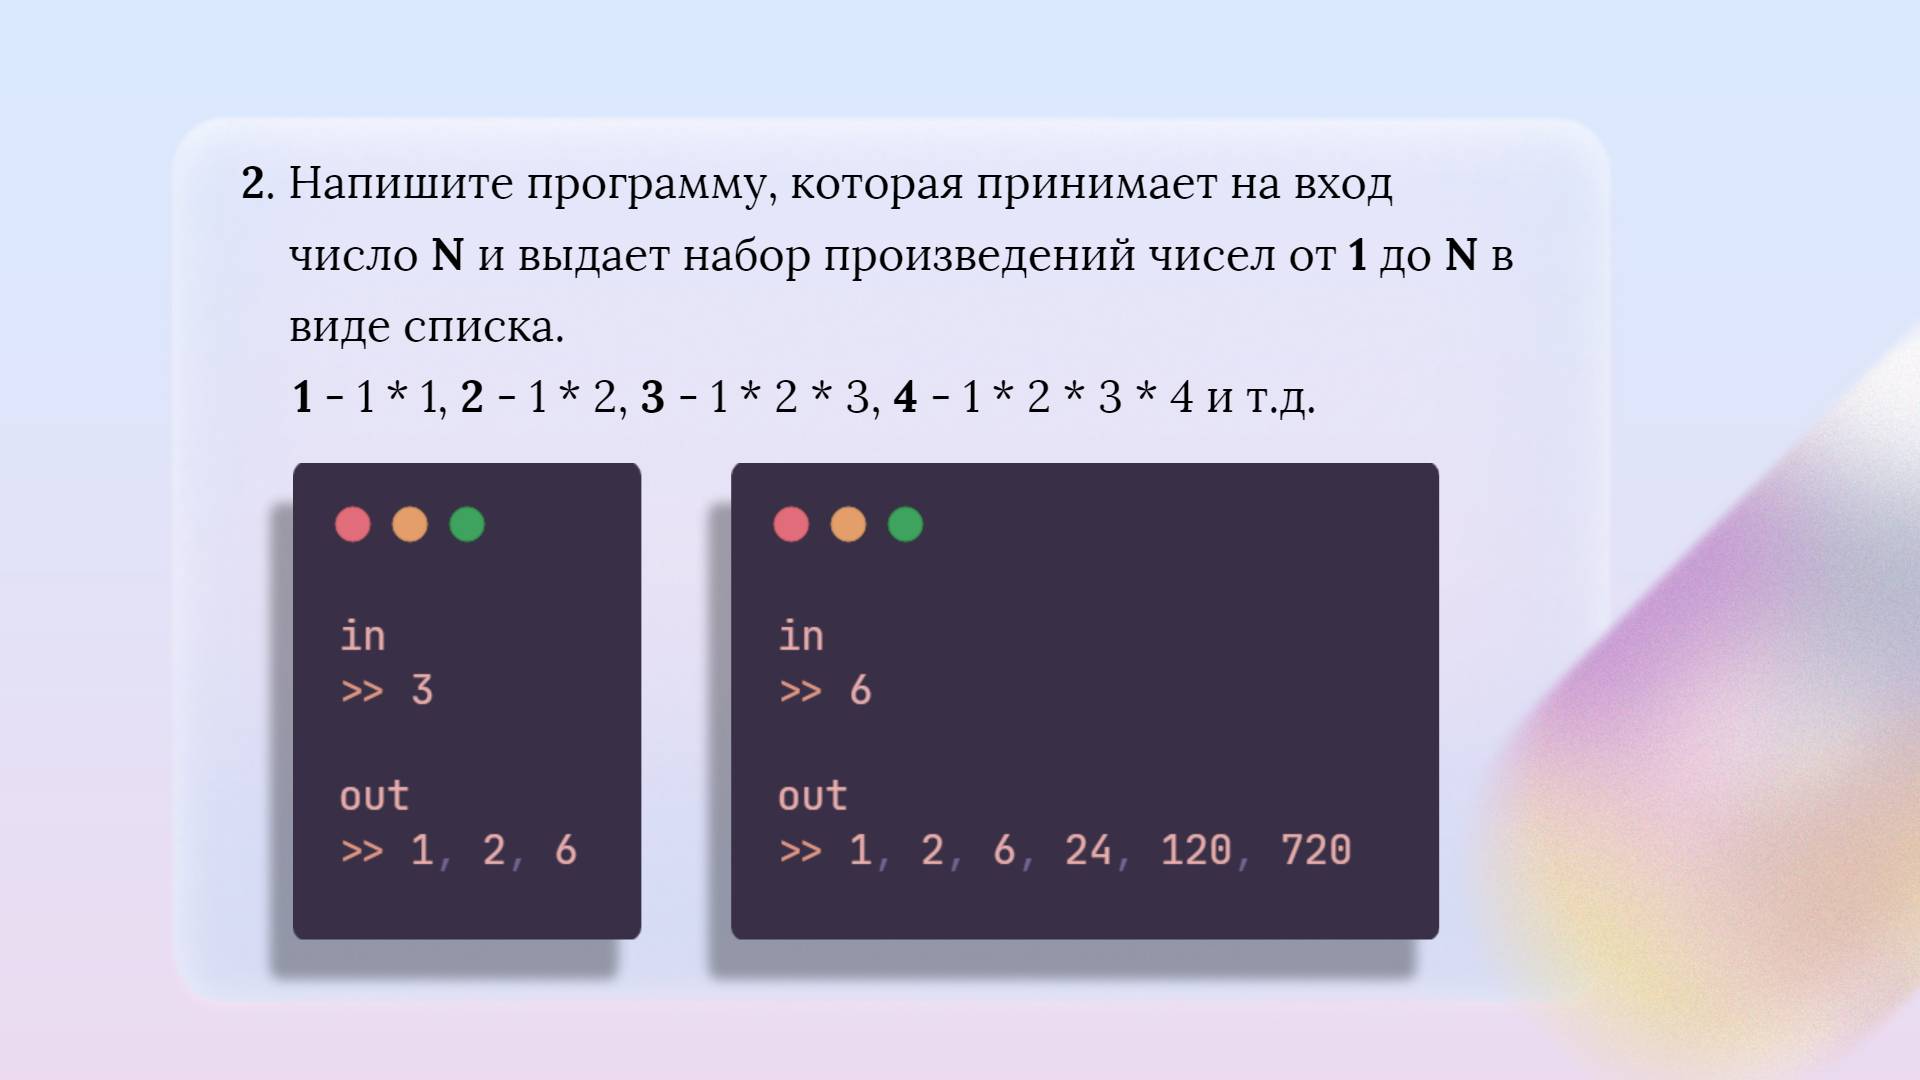 2. Напишите программу, которая принимает на вход
число N и выдает набор произведений чисел от 1 до N в
виде списка.
1 - 1 * 1, 2 - 1 * 2, 3 - 1 * 2 * 3, 4 - 1 * 2 * 3 * 4 и т.д.
in
>> 3
out
>> 1, 2, 6
in
>> 6
out
>> 1, 2, 6, 24, 120, 720